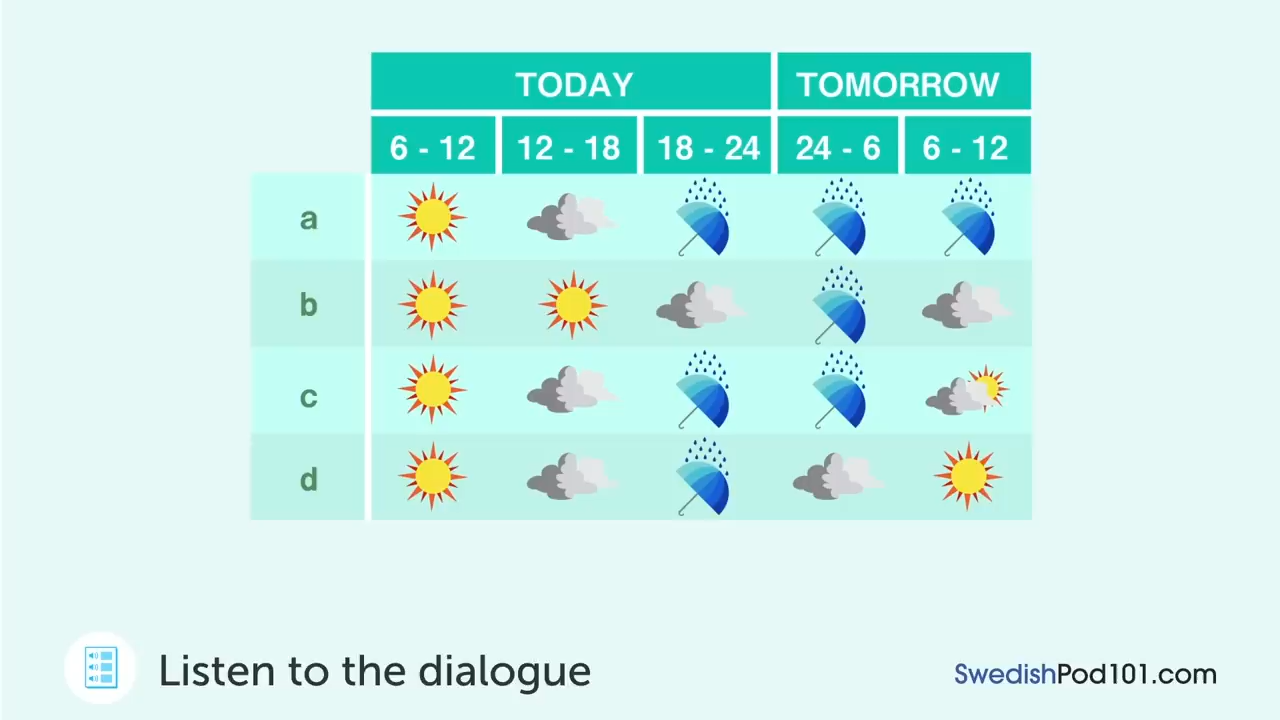 TODAY TOMORROW
6 - 12 12 - 18 18 - 24 24 - 6 6 - 12
a
b
c
d
Listen to the dialogue
SwedishPod101.com